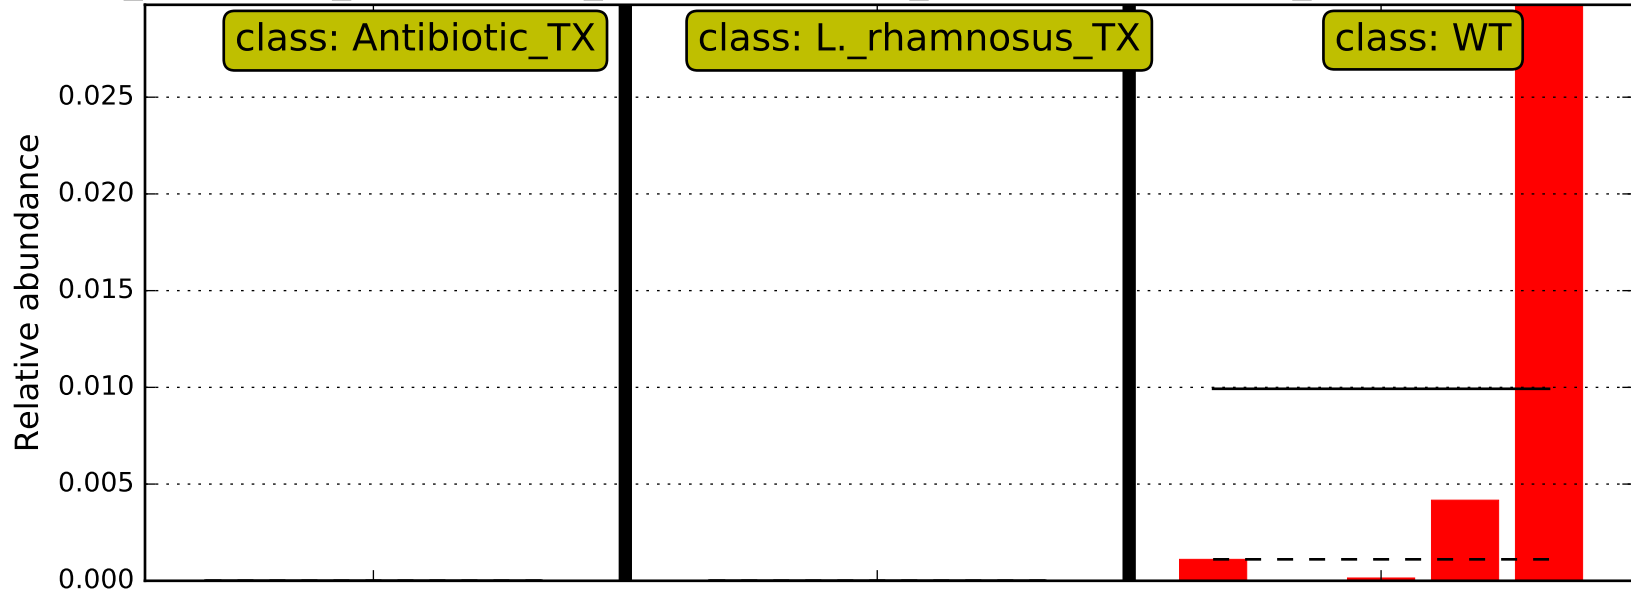 class: Antibiotic_TX
class: L._rhamnosus_TX
class: WT
Relative abundance
0.025
0.020
0.015
0.010
0.005
0.000